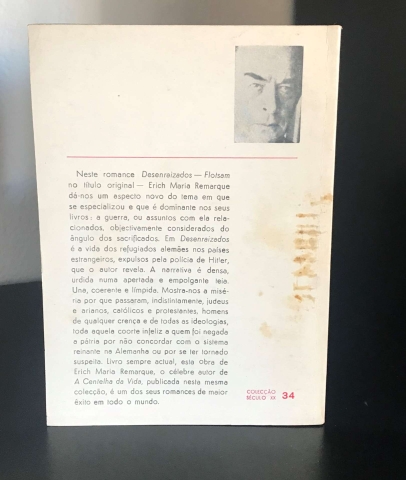 Neste romance Desenraizados — Flotsam
no título original — Erich Maria Remarque
dá-nos um aspecto novo do tema em que
se especializou e que é dominante nos seus
livros: a guerra, ou assuntos com ela rela-
cionados, objectivamente considerados do
ângulo dos sacrificados. Em Desenraizados
é a vida dos refugiados alemães nos países
estrangeiros, expulsos pela polícia de Hitler,
que o autor revela. A narrativa é densa,
urdida numa apertada e empolgante teia.
Una, coerente e límpida. Mostra-nos a misé-
ria por que passaram, indistintamente, judeus
e arianos, católicos e protestantes, homens
de qualquer crença e de todas as ideologias,
toda aquela coorte infeliz a quem foi negada
a pátria por não concordar com o sistema
reinante na Alemanha ou por se ter tornado
suspeita. Livro sempre actual, esta obra de
Erich Maria Remarque, o célebre autor de
A Centelha da Vida, publicada nesta mesma
colecção, é um dos seus romances de maior
êxito em todo o mundo.
COLECÇÃO
SÉCULO XX 34